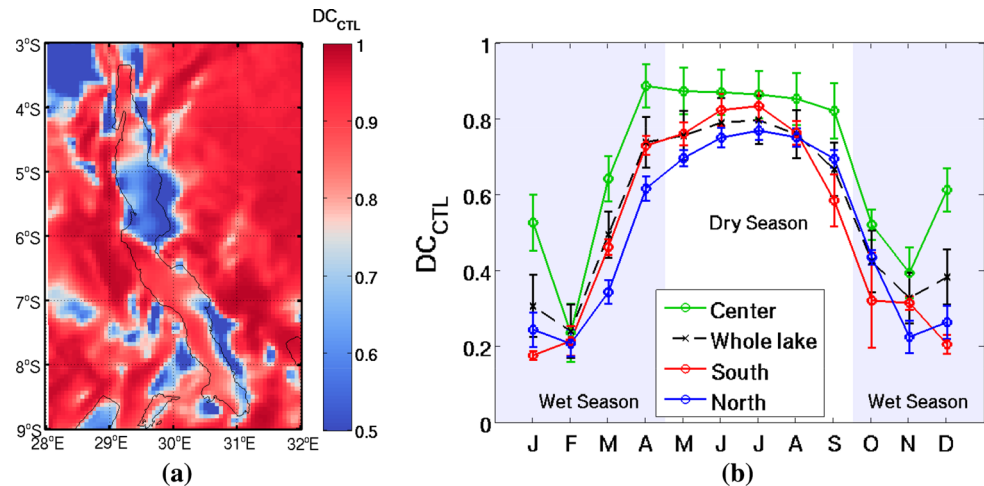 DC_CTL
3°S
4°S
5°S
6°S
7°S
8°S
9°S
28°E 29°E 30°E 31°E 32°E
1
0.9
0.8
0.7
0.6
0.5
(a)
DC_CTL
1
0.8
0.6
0.4
0.2
0
Dry Season
Center
Whole lake
South
North
Wet Season
Wet Season
J F M A M J J A S O N D
(b)